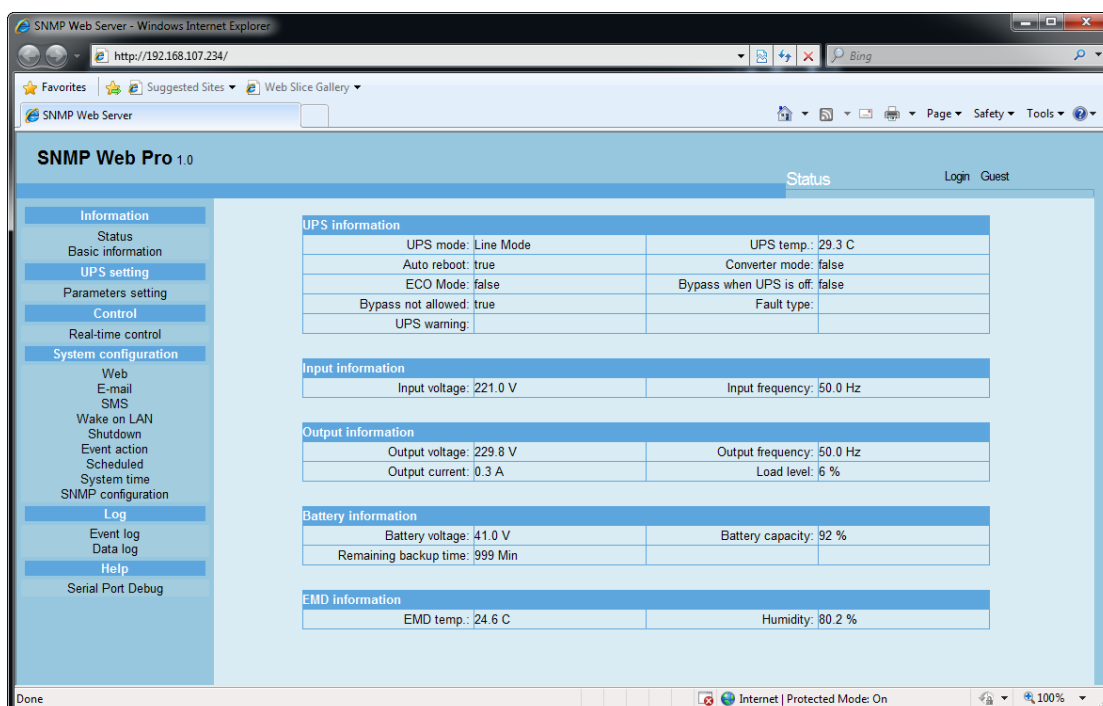 SNMP Web Server - Windows Internet Explorer
http://192.168.107.234/
Bing
Favorites Suggested Sites Web Slice Gallery
SNMP Web Server
Page Safety Tools
SNMP Web Pro 1.0
Status
Login Guest
Information
Status
Basic information
UPS setting
Parameters setting
Control
Real-time control
System configuration
Web
E-mail
SMS
Wake on LAN
Shutdown
Event action
Scheduled
System time
SNMP configuration
Log
Event log
Data log
Help
Serial Port Debug
UPS information
UPS mode: Line Mode UPS temp.: 29.3 C
Auto reboot: true Converter mode: false
ECO Mode: false Bypass when UPS is off: false
Bypass not allowed: true Fault type:
UPS warning:
Input information
Input voltage: 221.0 V Input frequency: 50.0 Hz
Output information
Output voltage: 229.8 V Output frequency: 50.0 Hz
Output current: 0.3 A Load level: 6 %
Battery information
Battery voltage: 41.0 V Battery capacity: 92 %
Remaining backup time: 999 Min
EMD information
EMD temp.: 24.6 C Humidity: 80.2 %
Done
Internet | Protected Mode: On
100%